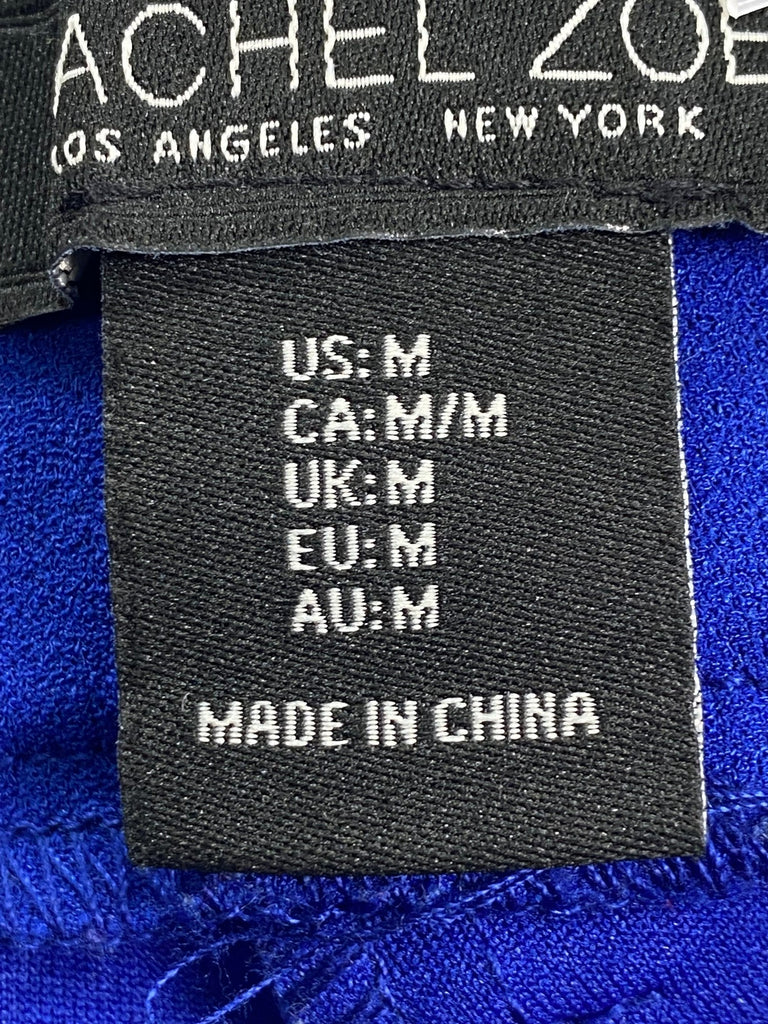 ACHEL ZOE
LOS ANGELES NEW YORK
US: M
CA: M/M
UK: M
EU: M
AU: M
MADE IN CHINA